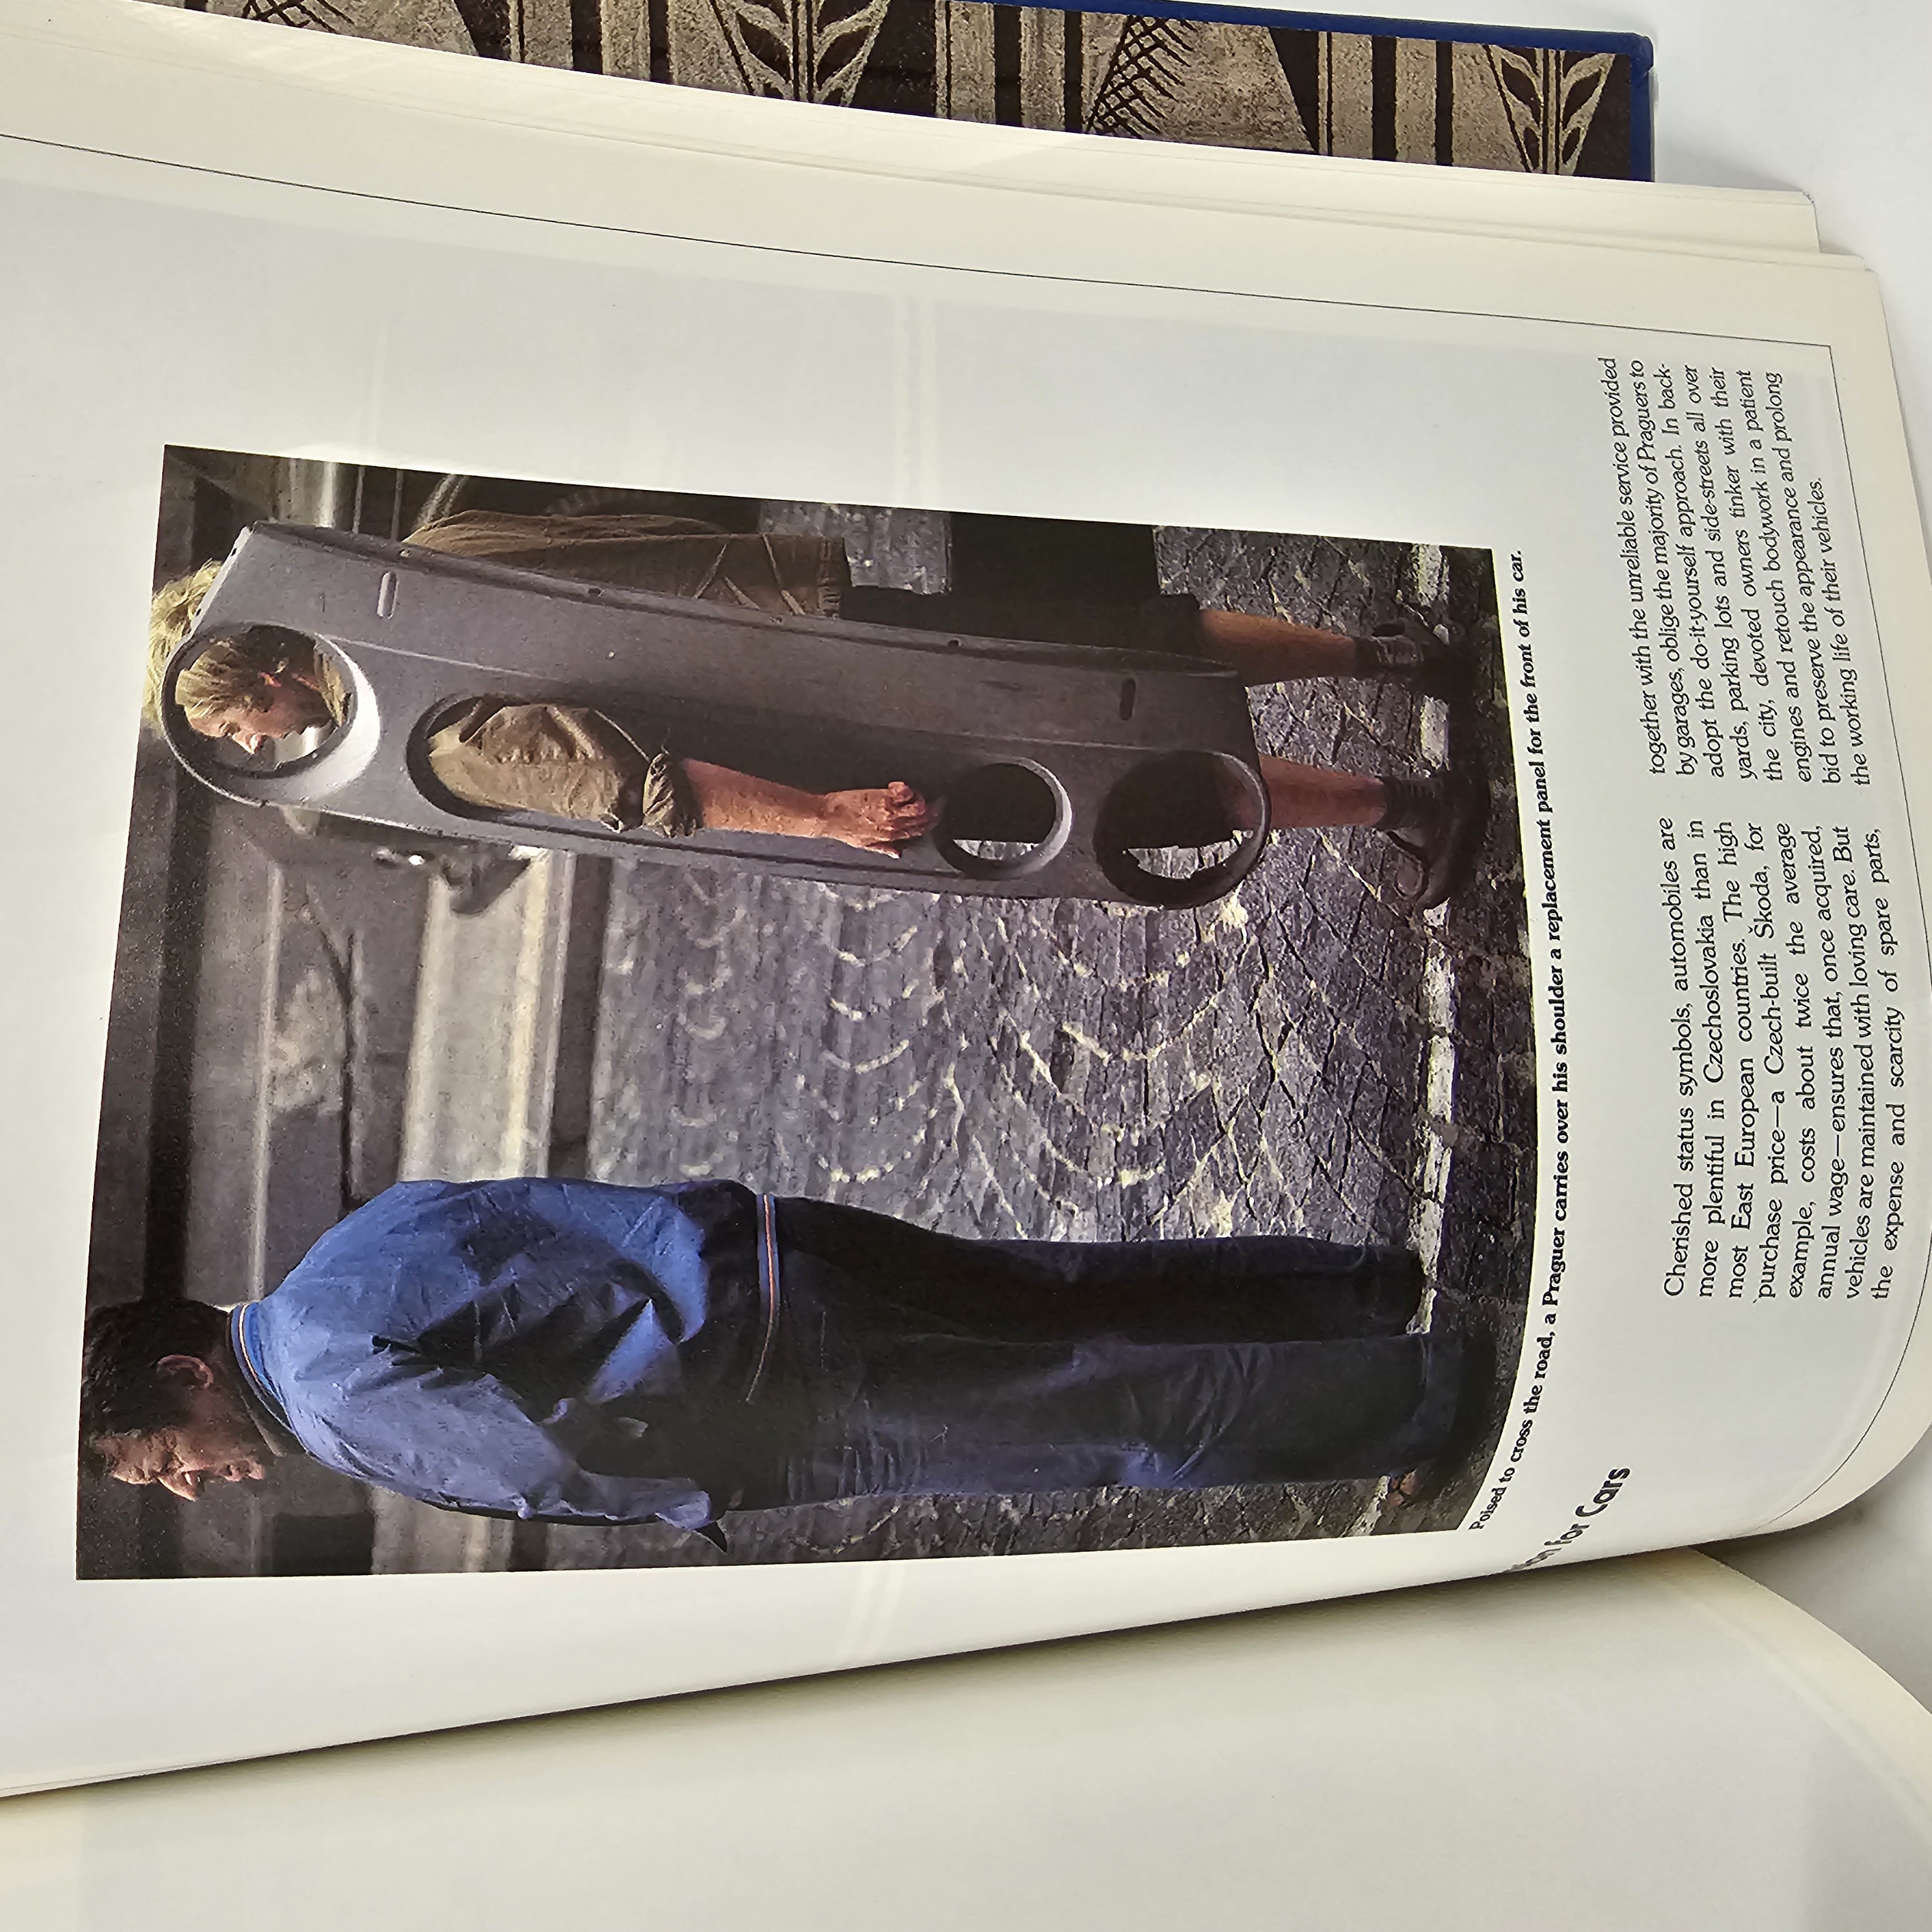 Poised to cross the road, a Praguer carries over his shoulder a replacement panel for the front of his car.
for Cars
Cherished status symbols, automobiles are
more plentiful in Czechoslovakia than in
most East European countries. The high
purchase price—a Czech-built Škoda, for
example, costs about twice the average
annual wage—ensures that, once acquired,
vehicles are maintained with loving care. But
the expense and scarcity of spare parts,
together with the unreliable service provided
by garages, oblige the majority of Praguers to
adopt the do-it-yourself approach. In back-
yards, parking lots and side-streets all over
the city, devoted owners tinker with their
engines and retouch bodywork in a patient
bid to preserve the appearance and prolong
the working life of their vehicles.